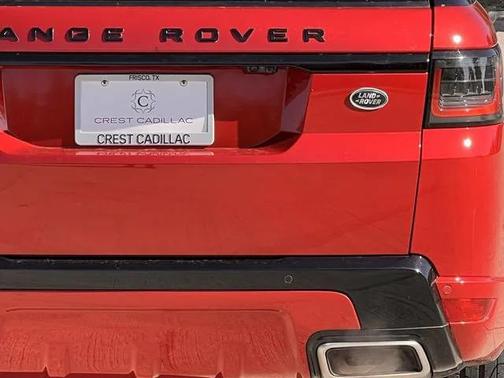 ANGE ROVER
FRISCO, TX
C
CREST CADILLAC
CREST CADILLAC
LAND
ROVER